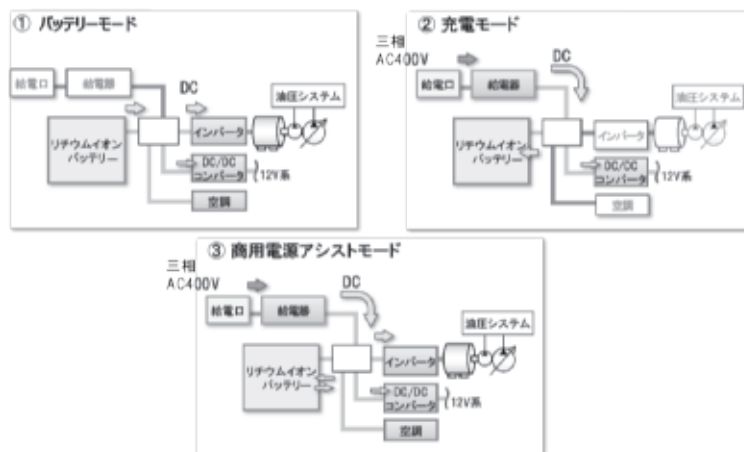 ① バッテリーモード
給電口
給電器
DC
油圧システム
リチウムイオン
バッテリー
インバータ
DC/DC
コンバータ
12V系
空調
② 充電モード
三相
AC400V
DC
給電口
給電器
油圧システム
リチウムイオン
バッテリー
インバータ
DC/DC
コンバータ
12V系
空調
③ 商用電源アシストモード
三相
AC400V
DC
給電口
給電器
油圧システム
リチウムイオン
バッテリー
インバータ
DC/DC
コンバータ
12V系
空調